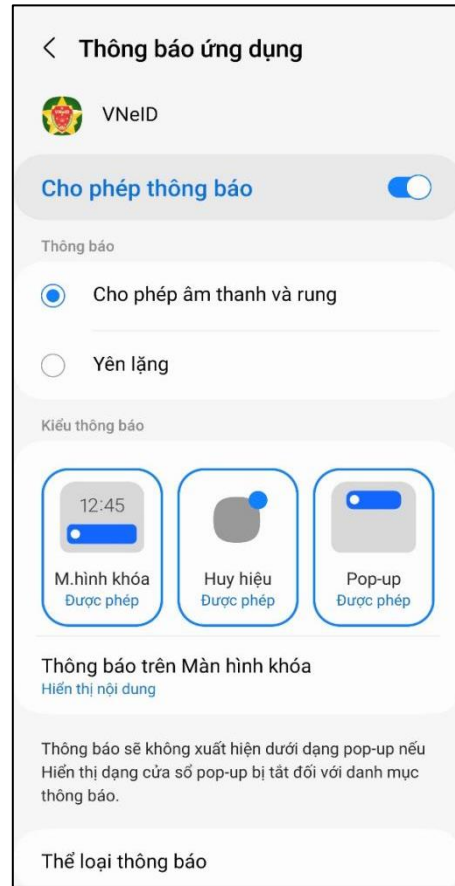 Thông báo ứng dụng
VNeID
Cho phép thông báo
Thông báo
Cho phép âm thanh và rung
Yên lặng
Kiểu thông báo
12:45
M.hình khóa
Được phép
Huy hiệu
Được phép
Pop-up
Được phép
Thông báo trên Màn hình khóa
Hiển thị nội dung
Thông báo sẽ không xuất hiện dưới dạng pop-up nếu
Hiển thị dạng cửa sổ pop-up bị tắt đối với danh mục
thông báo.
Thể loại thông báo